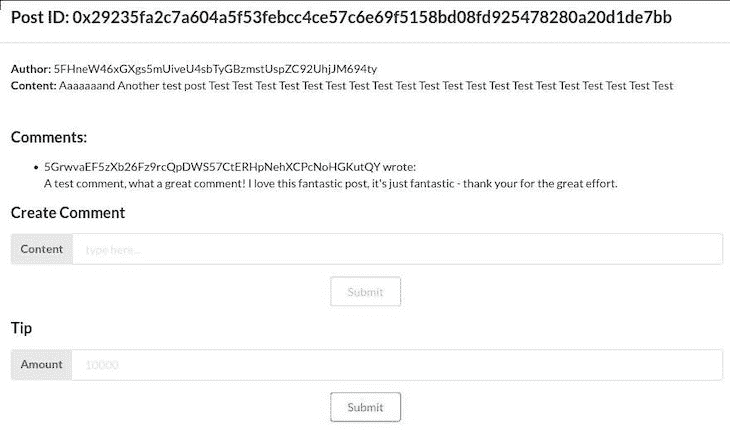 Post ID: 0x29235fa2c7a604a5f53febcc4ce57c6e69f5158bd08fd925478280a20d1de7bb
Author: 5FHneW46xGXgs5mUiveU4sbTyGBzmstUspZC92UhjJM694ty
Content: Aaaaaaand Another test post Test Test Test Test Test Test Test Test Test Test Test Test Test Test Test Test Test Test Test Test
Comments:
• 5GrwvaEF5zXb26Fz9rcQpDWS57CtERHpNehXCPcNoHGKutQY wrote:
A test comment, what a great comment! I love this fantastic post, it's just fantastic - thank your for the great effort.
Create Comment
Content type here...
Submit
Tip
Amount 10000
Submit